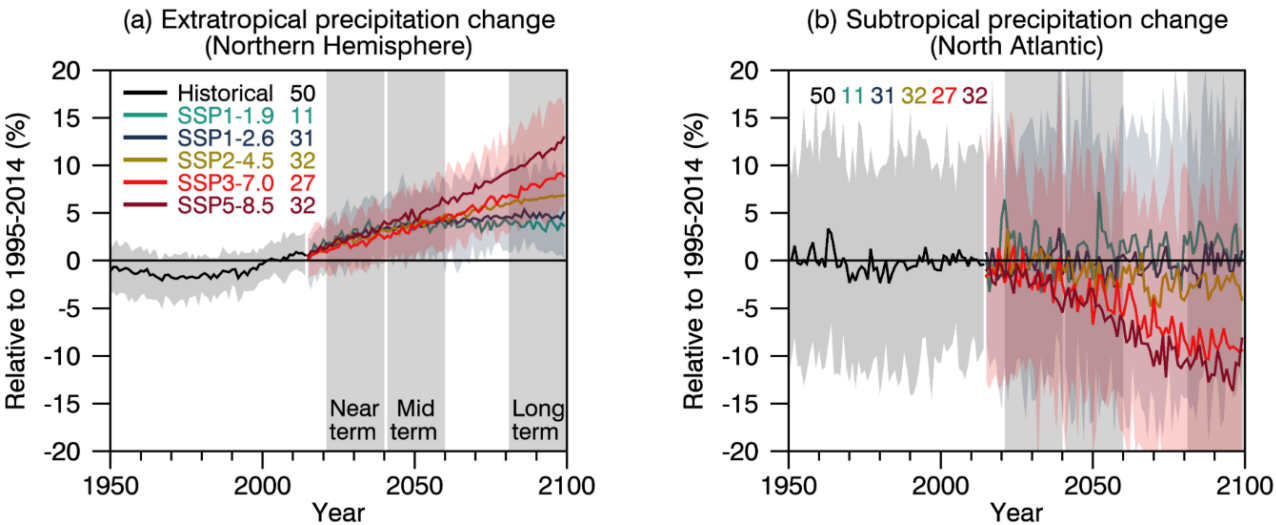 (a) Extratropical precipitation change
(Northern Hemisphere)
Relative to 1995-2014 (%)
20
15
10
5
0
-5
-10
-15
-20
Historical 50
SSP1-1.9 11
SSP1-2.6 31
SSP2-4.5 32
SSP3-7.0 27
SSP5-8.5 32
Near term
Mid term
Long term
1950 2000 2050 2100
Year
(b) Subtropical precipitation change
(North Atlantic)
Relative to 1995-2014 (%)
20
15
10
5
0
-5
-10
-15
-20
50 11 31 32 27 32
1950 2000 2050 2100
Year